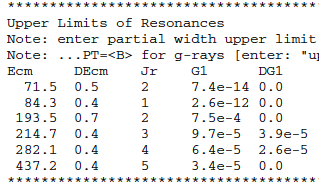 ****************************************
Upper Limits of Resonances
Note: enter partial width upper limit
Note: ...PT=<B> for g-rays [enter: "u
Ecm DEcm Jr G1 DG1
71.5 0.5 2 7.4e-14 0.0
84.3 0.4 1 2.6e-12 0.0
193.5 0.7 2 7.5e-4 0.0
214.7 0.4 3 9.7e-5 3.9e-5
282.1 0.4 4 6.4e-5 2.6e-5
437.2 0.4 5 3.4e-5 0.0
****************************************